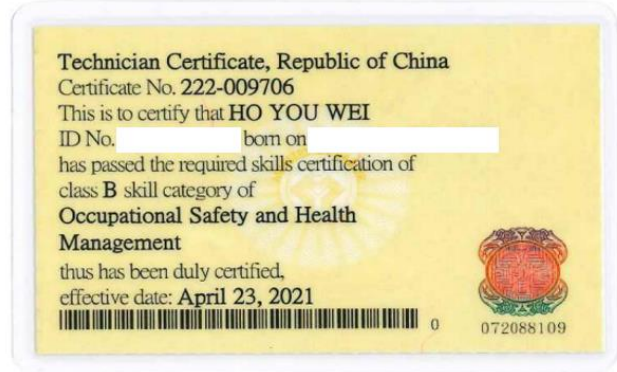 Technician Certificate, Republic of China
Certificate No. 222-009706
This is to certify that HO YOU WEI
ID No. born on
has passed the required skills certification of
class B skill category of
Occupational Safety and Health
Management
thus has been duly certified,
effective date: April 23, 2021
0 072088109